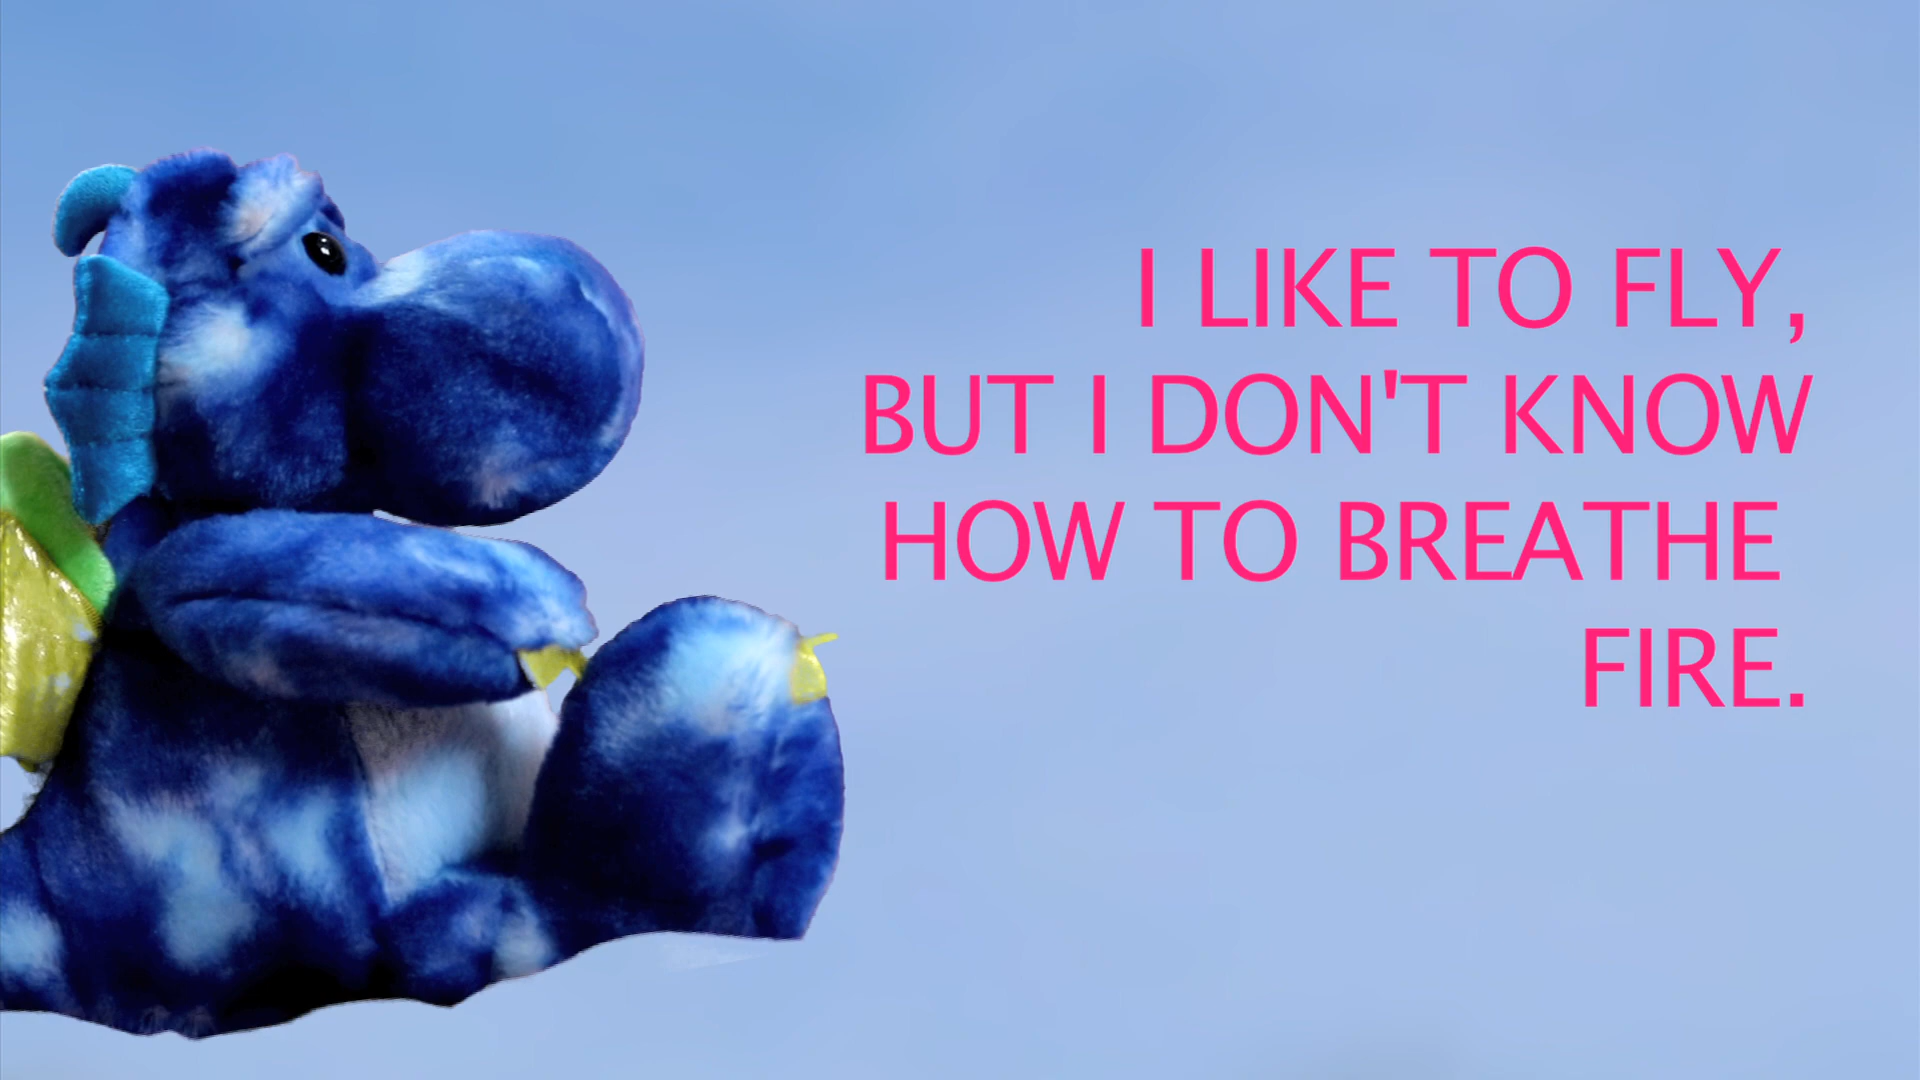 I LIKE TO FLY,
BUT I DON'T KNOW
HOW TO BREATHE
FIRE.